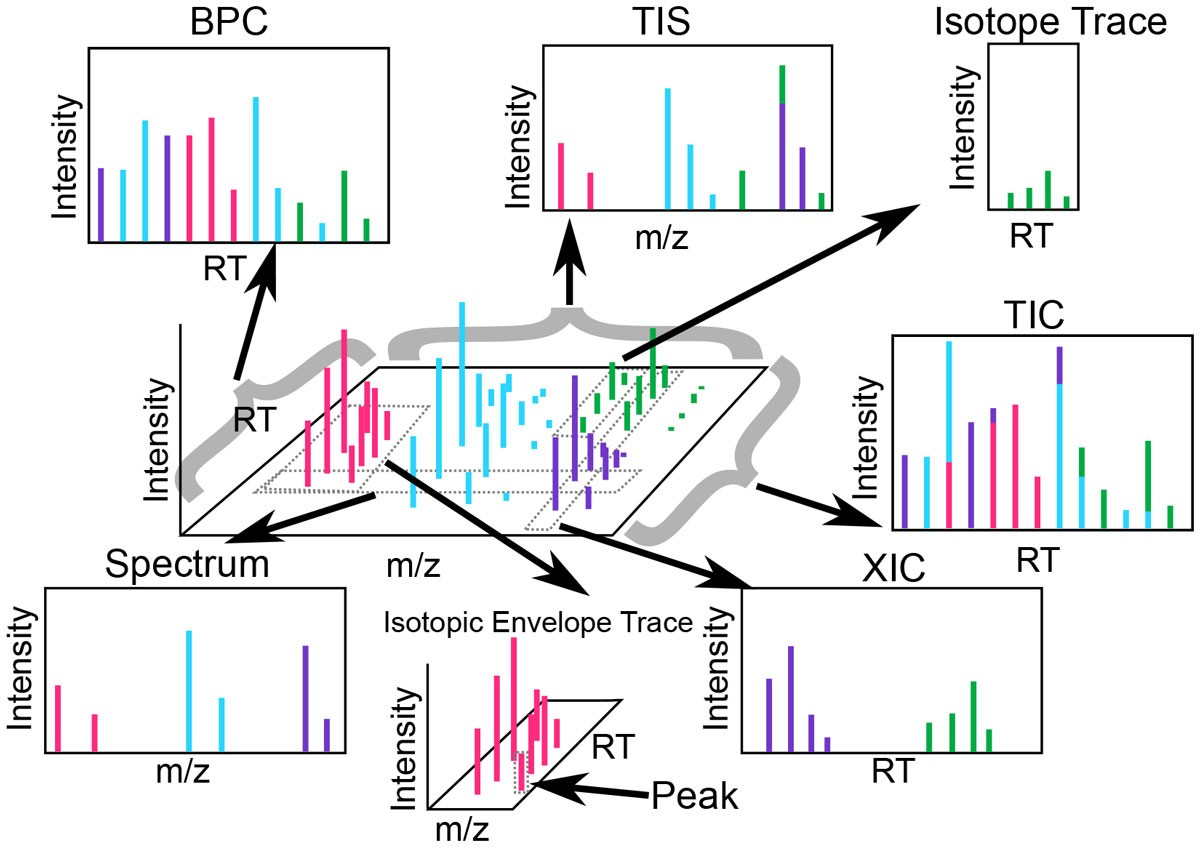 BPC
Intensity
RT
TIS
Intensity
m/z
Isotope Trace
Intensity
RT
Intensity
RT
m/z
TIC
Intensity
RT
Spectrum
Intensity
m/z
Isotopic Envelope Trace
Intensity
RT
m/z
Peak
XIC
Intensity
RT